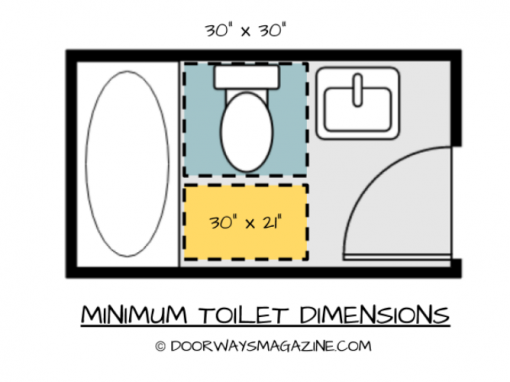 30" x 30"
30" x 21"
MINIMUM TOILET DIMENSIONS
© DOORWAYSMAGAZINE.COM